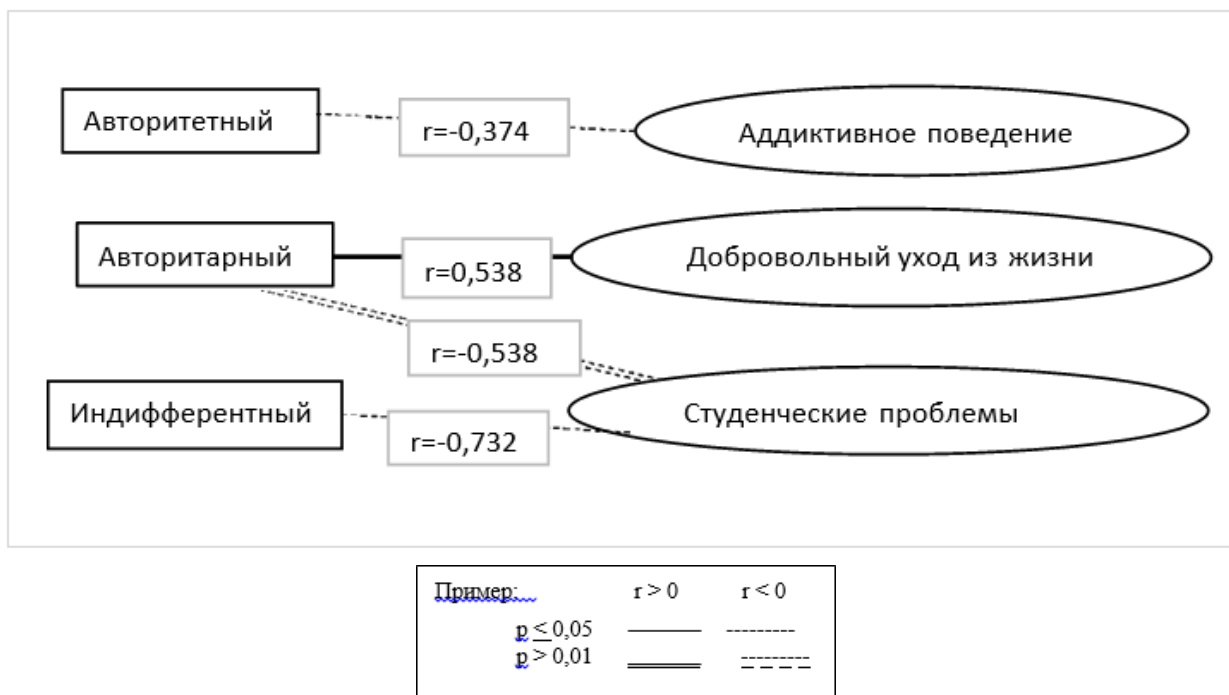 Авторитетный
r=-0,374
Аддиктивное поведение
Авторитарный
r=0,538
Добровольный уход из жизни
r=-0,538
Индифферентный
r=-0,732
Студенческие проблемы
Пример: r > 0 r < 0
p ≤ 0,05
p > 0,01